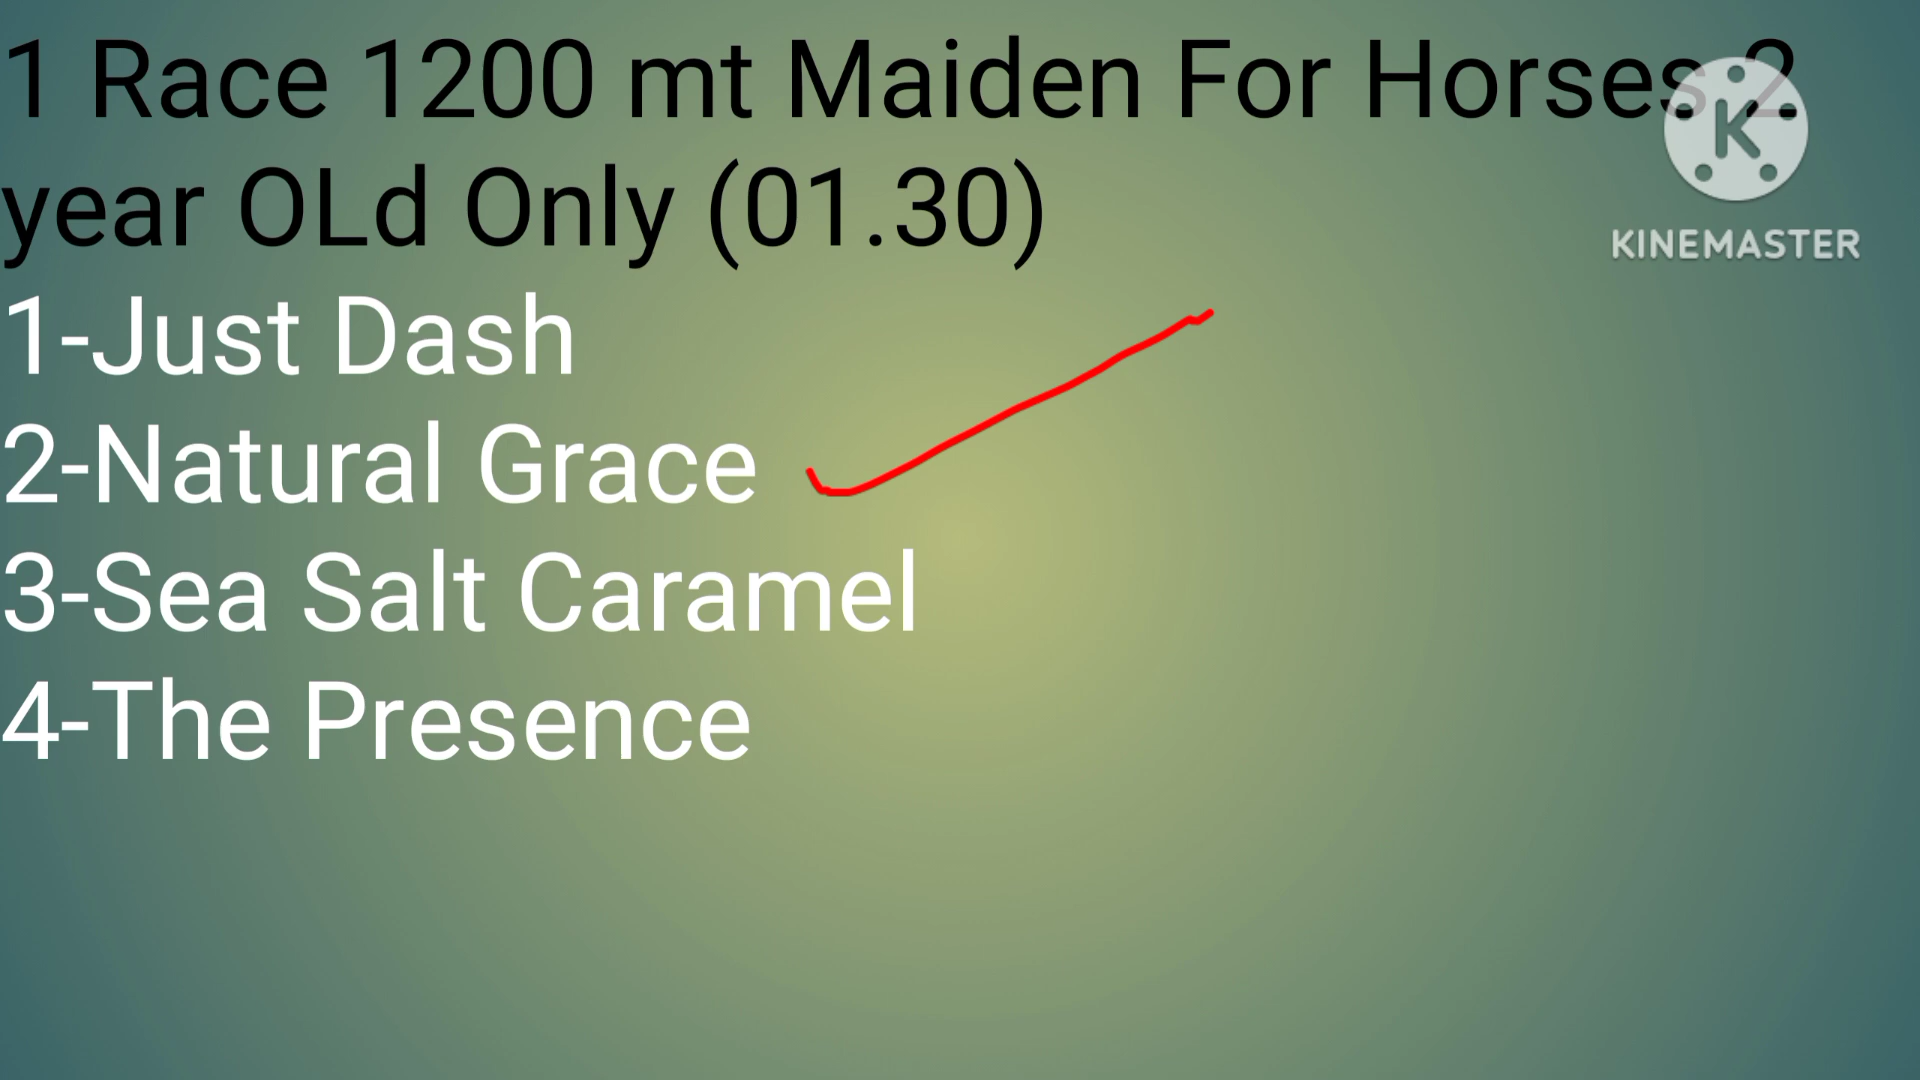 1 Race 1200 mt Maiden For Horses 2
year OLd Only (01.30)
1-Just Dash
2-Natural Grace
3-Sea Salt Caramel
4-The Presence
K
KINEMASTER